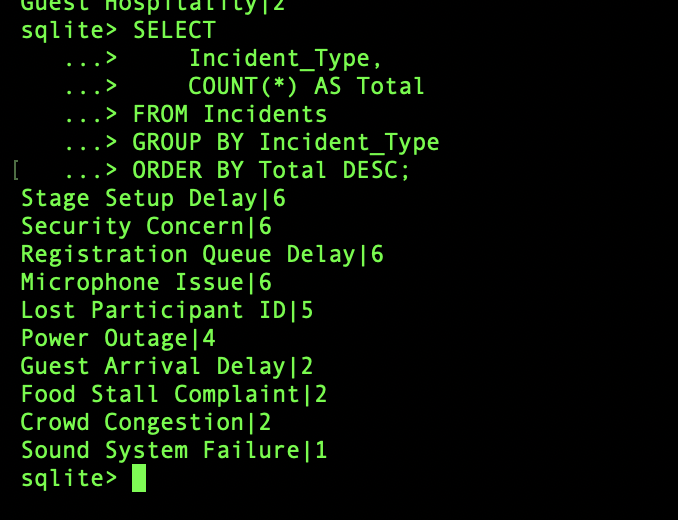 Guest Hospitality|2
sqlite> SELECT
   ...>     Incident_Type,
   ...>     COUNT(*) AS Total
   ...> FROM Incidents
   ...> GROUP BY Incident_Type
[  ...> ORDER BY Total DESC;
Stage Setup Delay|6
Security Concern|6
Registration Queue Delay|6
Microphone Issue|6
Lost Participant ID|5
Power Outage|4
Guest Arrival Delay|2
Food Stall Complaint|2
Crowd Congestion|2
Sound System Failure|1
sqlite>